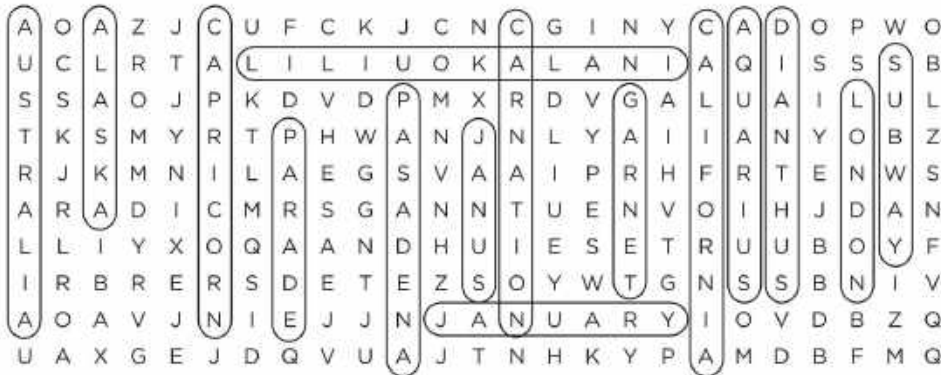 A O A Z J C U F C K J C N C G I N Y C A D O P W O
U C L R T A L I L I U O K A L A N I A Q I S S S B
S S A O J P K D V D P M X R D V G A L U A I L U L
T K S M Y R T P H W A N J N L Y A I I A N Y O B Z
R J K M N I L A E G S V A A I P R H F R T E N W S
A R A D I C M R S G A N N T U E N V O I H J D A N
L L I Y X O Q A A N D H U I E S E T R U U B O Y F
I R B R E R S D E T E Z S O Y W T G N S S B N I V
A O A V J N I E J J N J A N U A R Y I O V D B Z Q
U A X G E J D Q V U A J T N H K Y P A M D B F M Q